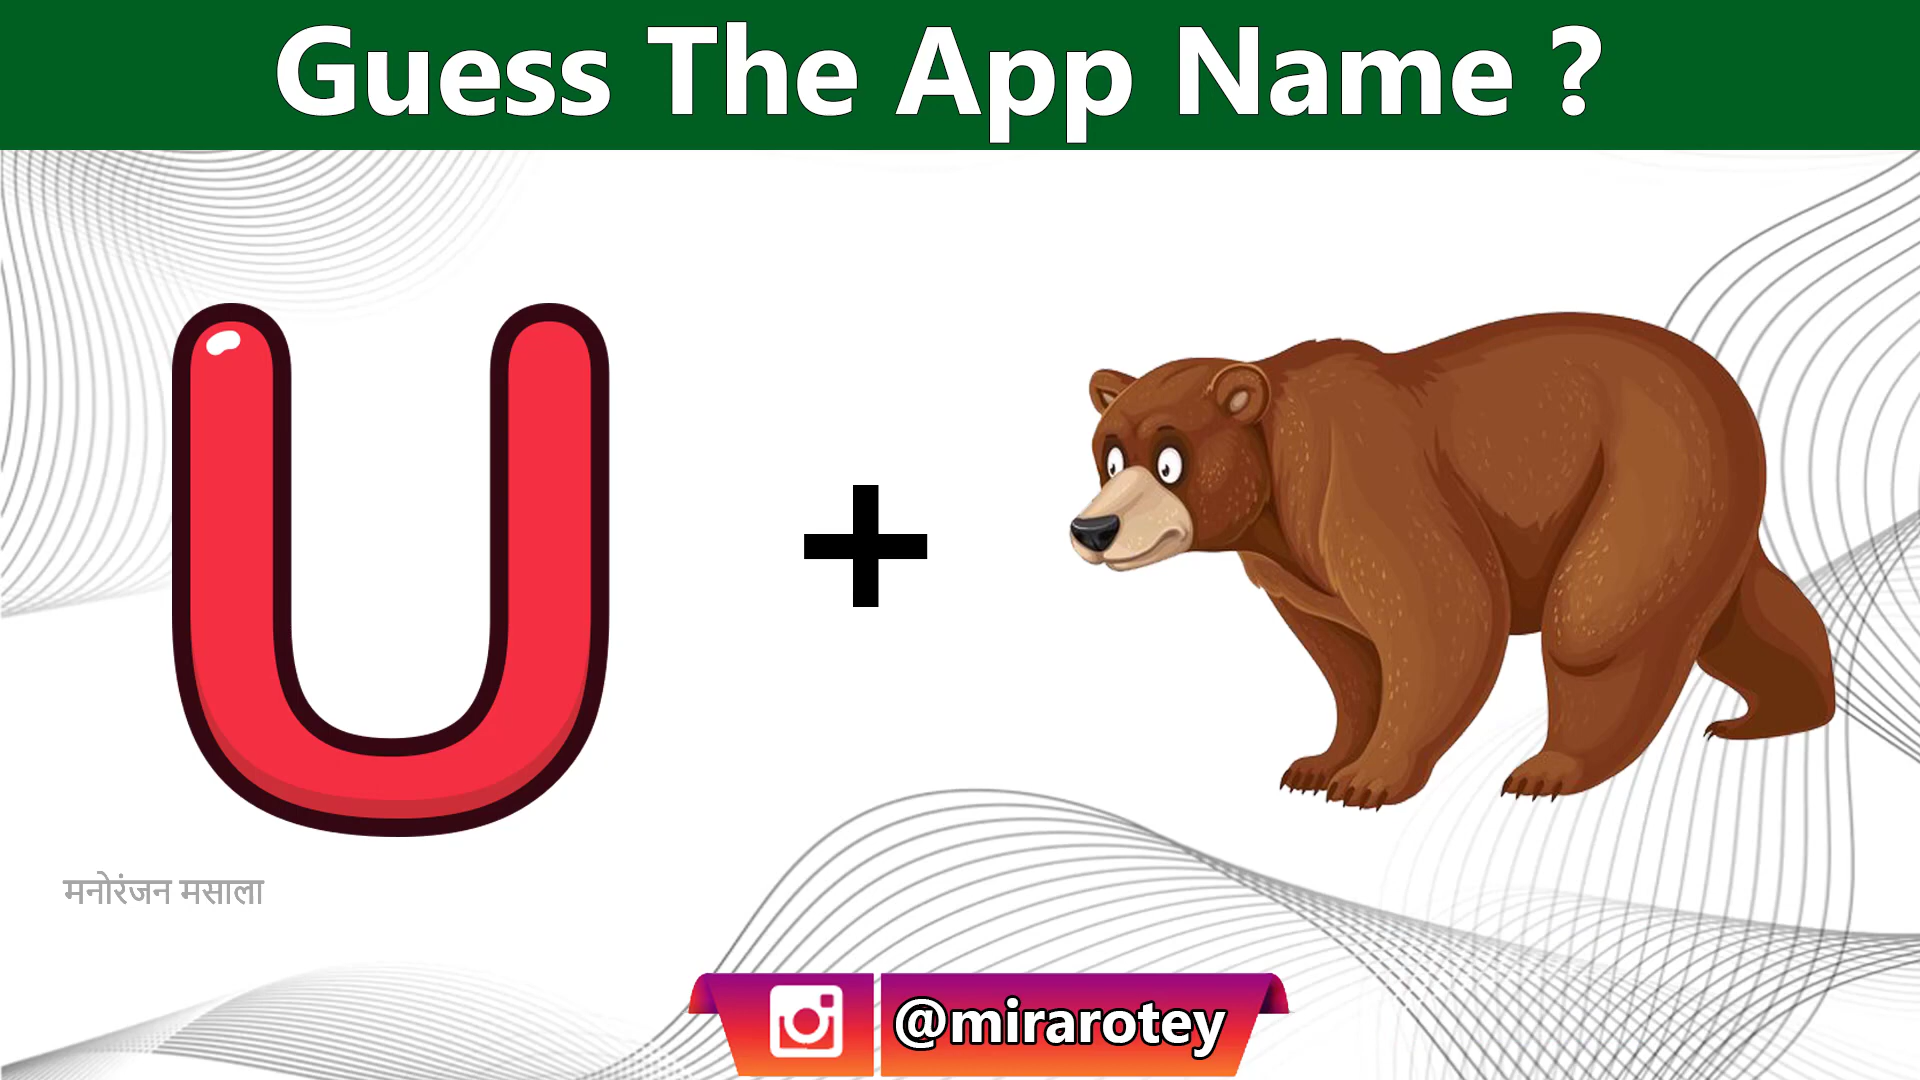 Guess The App Name ?
U
+
मनोरंजन मसाला
@mirarotey